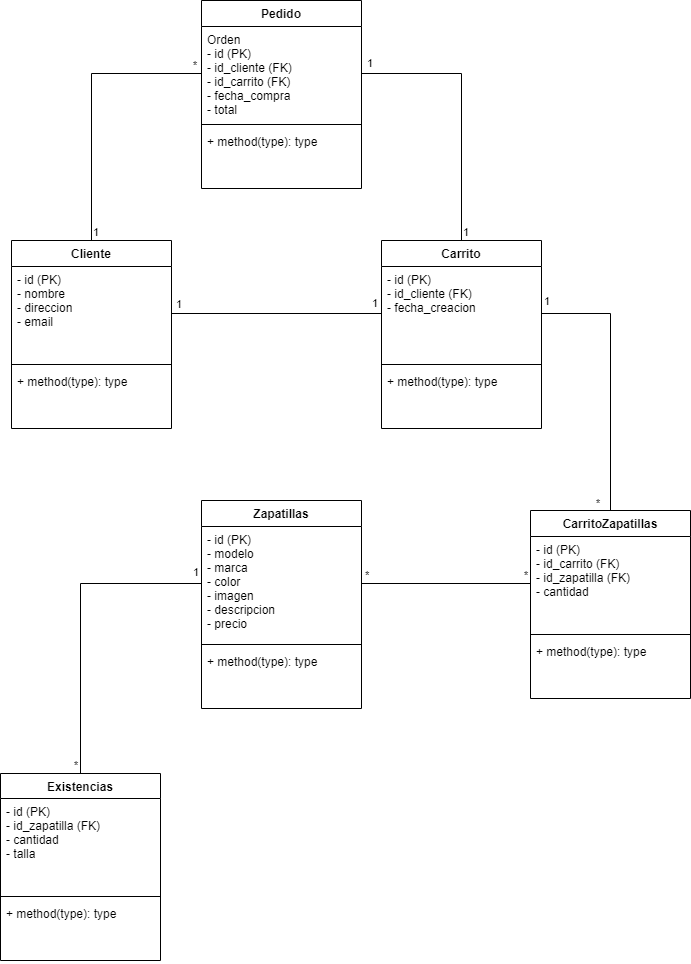 Pedido
Orden
- id (PK)
- id_cliente (FK)
- id_carrito (FK)
- fecha_compra
- total
+ method(type): type
*
1
1
1
Cliente
- id (PK)
- nombre
- direccion
- email
+ method(type): type
1
1
Carrito
- id (PK)
- id_cliente (FK)
- fecha_creacion
+ method(type): type
1
*
Zapatillas
- id (PK)
- modelo
- marca
- color
- imagen
- descripcion
- precio
+ method(type): type
1
*
*
*
CarritoZapatillas
- id (PK)
- id_carrito (FK)
- id_zapatilla (FK)
- cantidad
+ method(type): type
Existencias
- id (PK)
- id_zapatilla (FK)
- cantidad
- talla
+ method(type): type